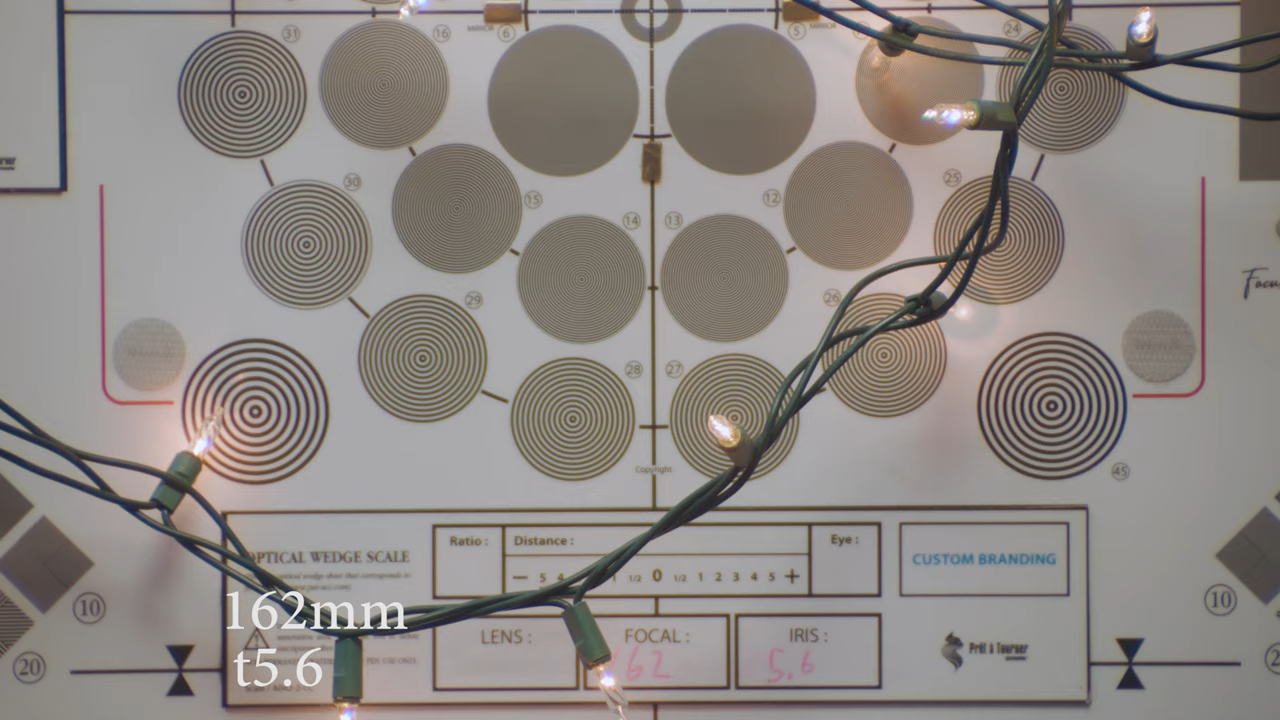 31
16
MIRROR
6
5
MIRROR
24
30
15
12
25
14
13
29
26
28
27
Copyright
45
OPTICAL WEDGE SCALE
Ratio :
Distance :
Eye :
CUSTOM BRANDING
5 4
1/2 0 1/2 1 2 3 4 5 +
10
10
20
162mm
t5.6
LENS :
FOCAL :
IRIS :
162
5.6
Prêt à Tourner